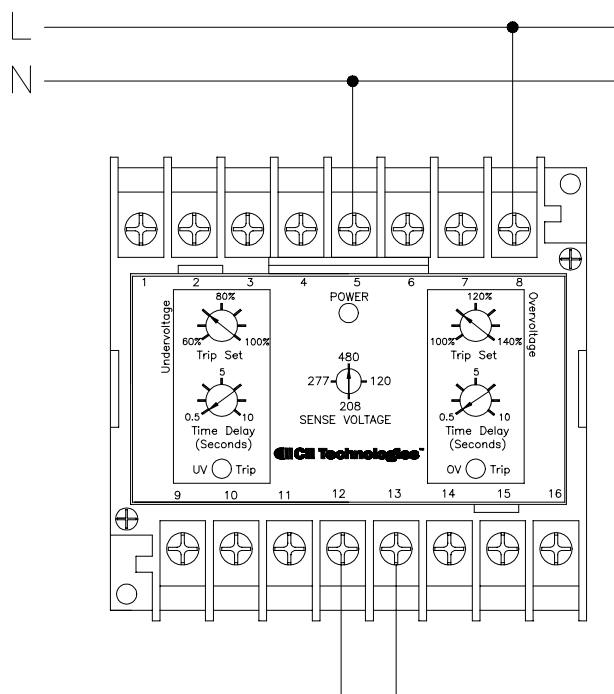 L
N
1 2 3 4 5 6 7 8
Undervoltage
80%
60% 100%
Trip Set
5
0.5 10
Time Delay
(Seconds)
UV Trip
POWER
480
277 120
208
SENSE VOLTAGE
CII Technologies™
Overvoltage
120%
100% 140%
Trip Set
5
0.5 10
Time Delay
(Seconds)
OV Trip
9 10 11 12 13 14 15 16